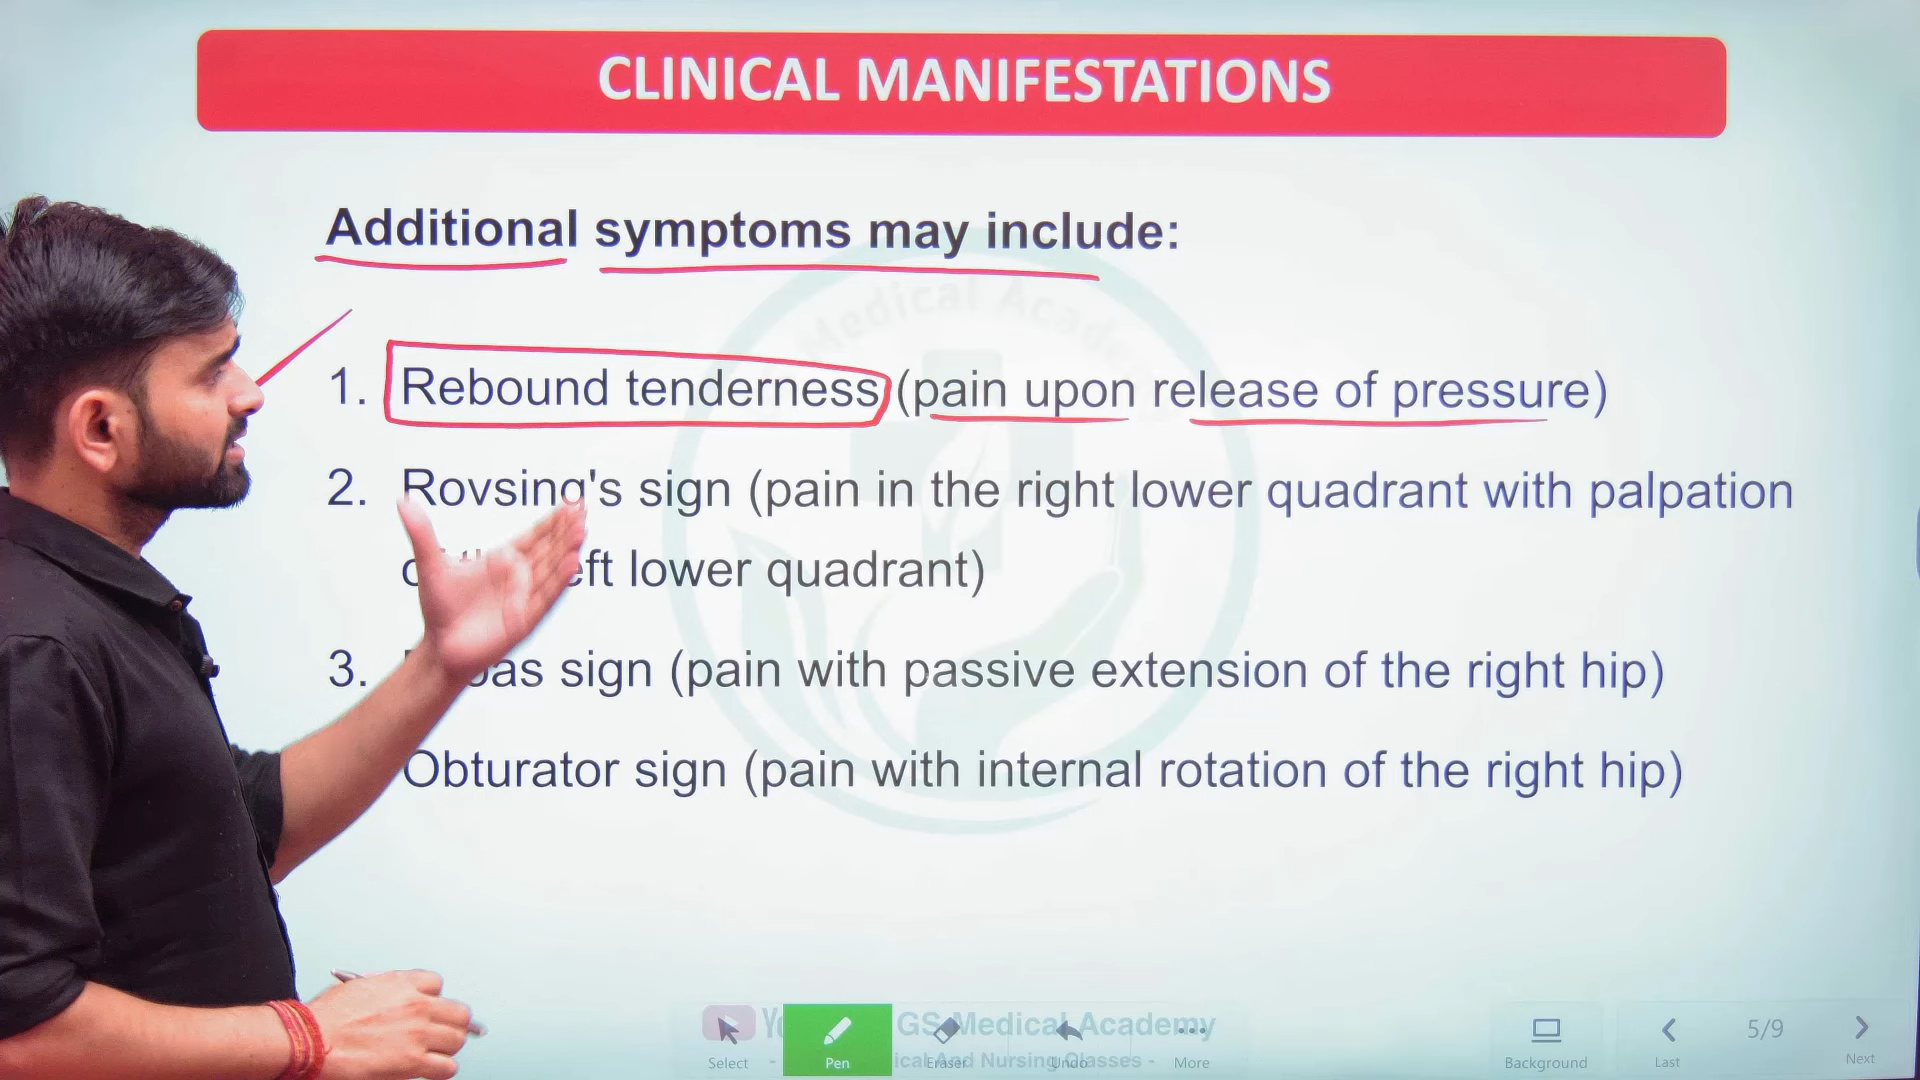 CLINICAL MANIFESTATIONS
Additional symptoms may include:
Medical Academy
1. Rebound tenderness (pain upon release of pressure)
2. Rovsing's sign (pain in the right lower quadrant with palpation
left lower quadrant)
3. sign (pain with passive extension of the right hip)
Obturator sign (pain with internal rotation of the right hip)
GS Medical Academy
And Nursing Classes -
Select
Pen
Eraser
Undo
More
Background
Last
5/9
Next